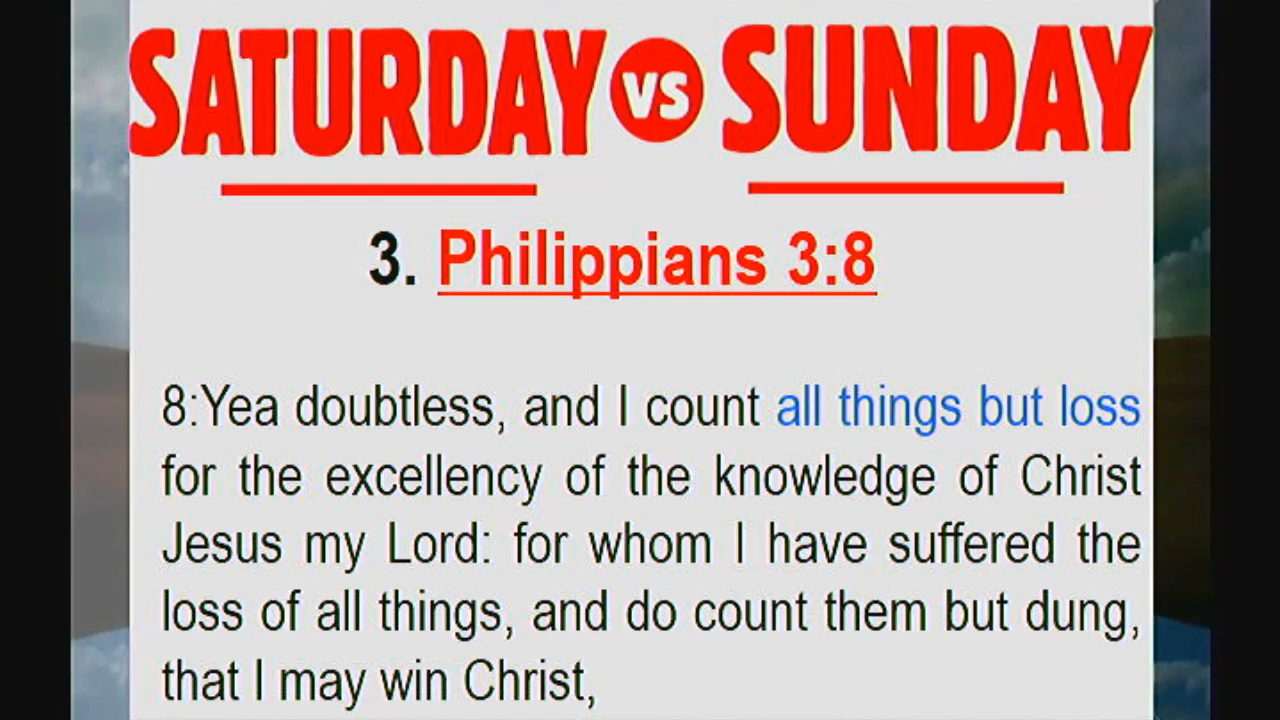 SATURDAY VS SUNDAY
3. Philippians 3:8
8:Yea doubtless, and I count all things but loss
for the excellency of the knowledge of Christ
Jesus my Lord: for whom I have suffered the
loss of all things, and do count them but dung,
that I may win Christ,